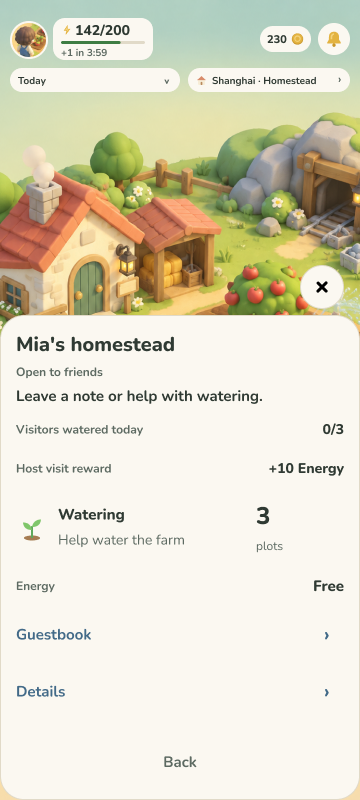 142/200
+1 in 3:59
230
Today
Shanghai · Homestead
Mia's homestead
Open to friends
Leave a note or help with watering.
Visitors watered today 0/3
Host visit reward +10 Energy
Watering 3
Help water the farm plots
Energy Free
Guestbook
Details
Back